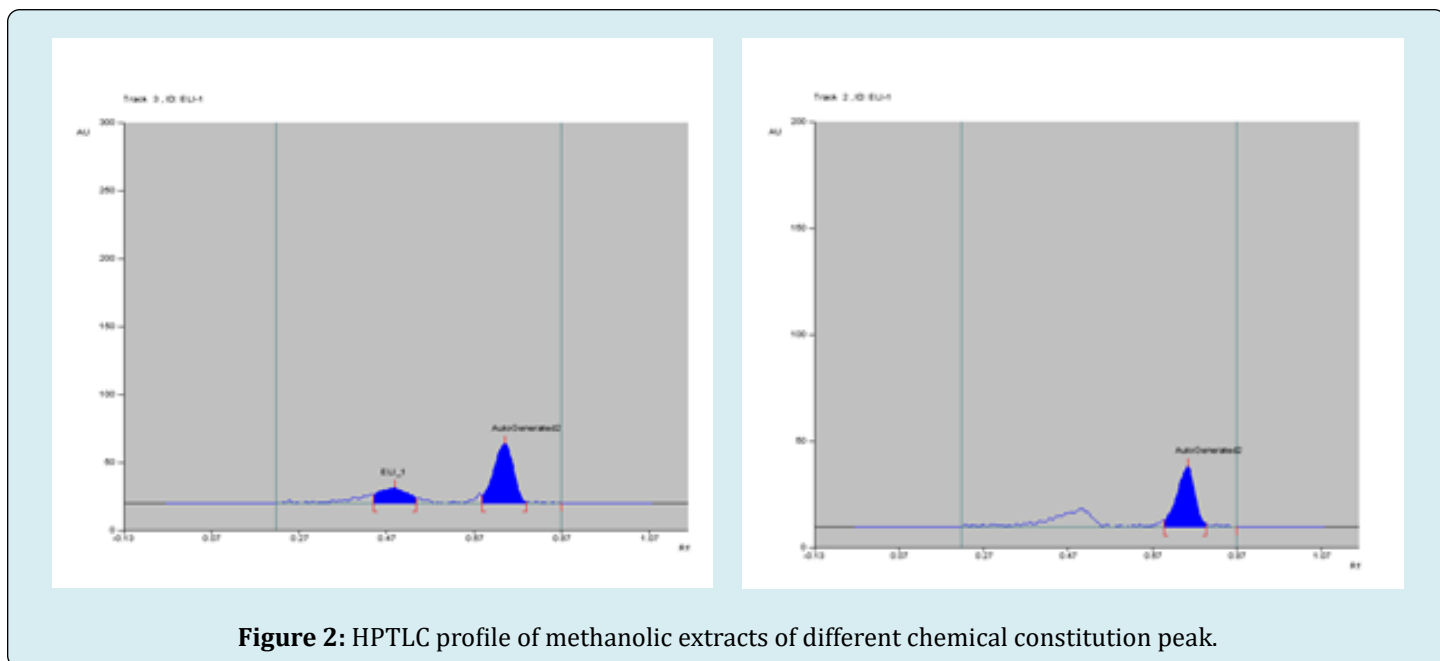 Track 3 , ID: ELI-1
AU
300
250
200
150
100
50
0
AutoGenerated2
ELI_1
-0.13 0.07 0.27 0.47 0.67 0.87 1.07
Rf
Track 2 , ID: ELI-1
AU
200
150
100
50
0
AutoGenerated2
-0.13 0.07 0.27 0.47 0.67 0.87 1.07
Rf
Figure 2: HPTLC profile of methanolic extracts of different chemical constitution peak.